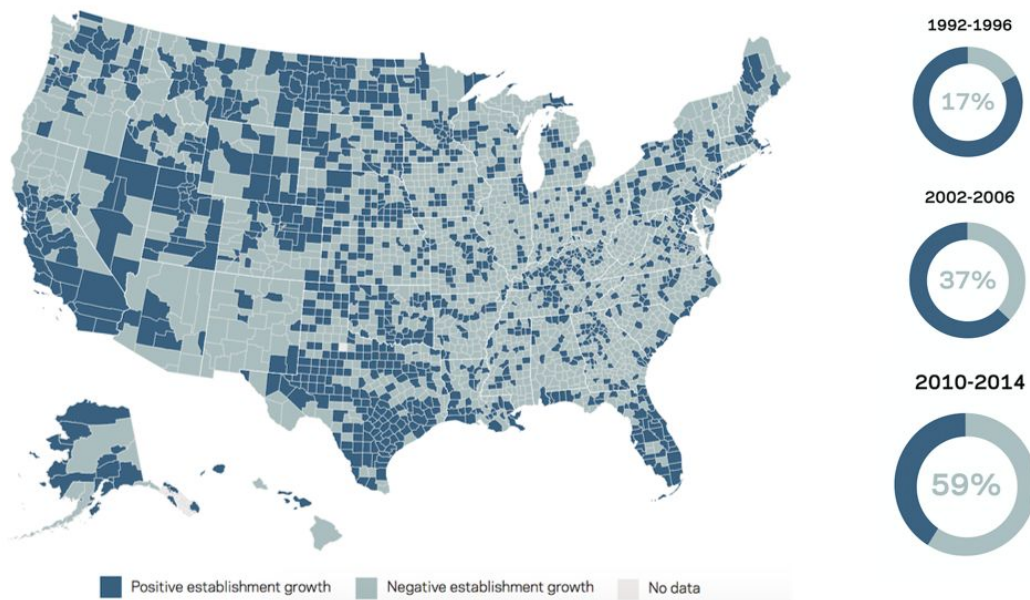 1992-1996
17%
2002-2006
37%
2010-2014
59%
Positive establishment growth
Negative establishment growth
No data